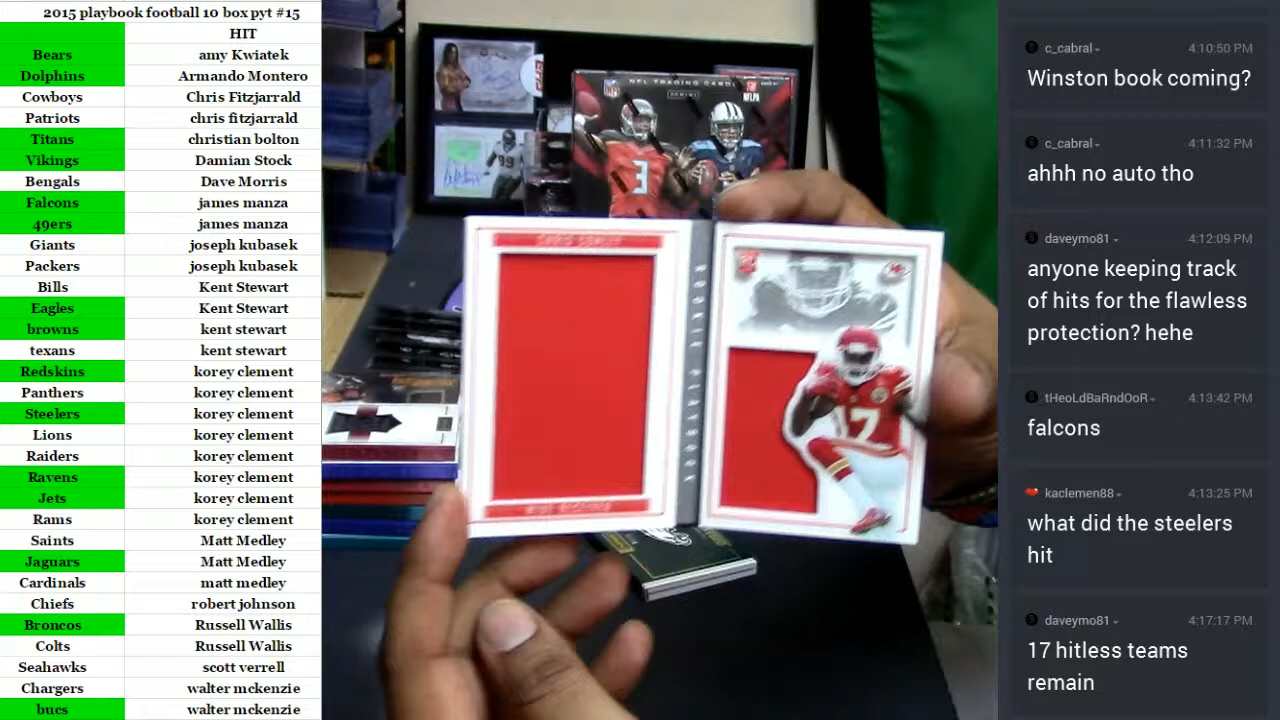 2015 playbook football 10 box pyt #15
HIT
Bears amy Kwiatek
Dolphins Armando Montero
Cowboys Chris Fitzjarrald
Patriots chris fitzjarrald
Titans christian bolton
Vikings Damian Stock
Bengals Dave Morris
Falcons james manza
49ers james manza
Giants joseph kubasek
Packers joseph kubasek
Bills Kent Stewart
Eagles Kent Stewart
browns kent stewart
texans kent stewart
Redskins korey clement
Panthers korey clement
Steelers korey clement
Lions korey clement
Raiders korey clement
Ravens korey clement
Jets korey clement
Rams korey clement
Saints Matt Medley
Jaguars Matt Medley
Cardinals matt medley
Chiefs robert johnson
Broncos Russell Wallis
Colts Russell Wallis
Seahawks scott verrell
Chargers walter mckenzie
bucs walter mckenzie
NFL TRADING CARDS
PANINI
NFLPA
3
99
CHRIS CONLEY
WIDE RECEIVER
17
c_cabral 4:10:50 PM
Winston book coming?
c_cabral 4:11:32 PM
ahhh no auto tho
daveymo81 4:12:09 PM
anyone keeping track
of hits for the flawless
protection? hehe
tHeoLdBaRndOoR 4:13:42 PM
falcons
kaclemen88 4:13:25 PM
what did the steelers
hit
daveymo81 4:17:17 PM
17 hitless teams
remain